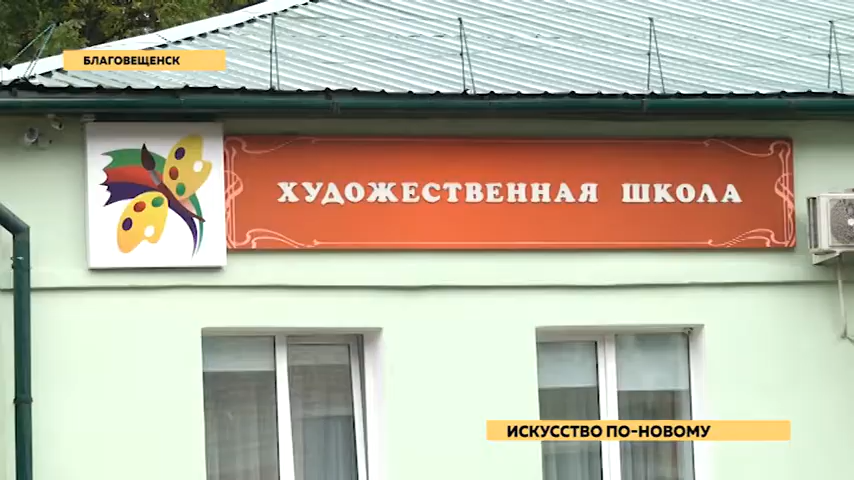 БЛАГОВЕЩЕНСК
ХУДОЖЕСТВЕННАЯ ШКОЛА
ИСКУССТВО ПО-НОВОМУ